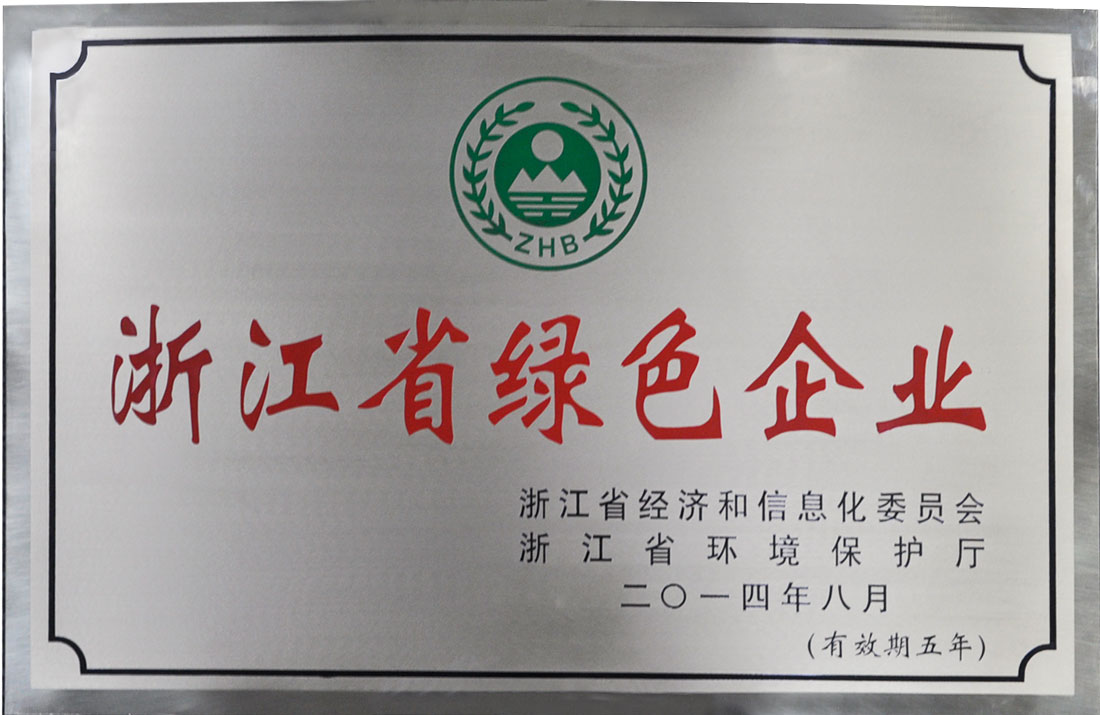 ZHB
浙江省绿色企业
浙江省经济和信息化委员会
浙江省环境保护厅
二〇一四年八月
(有效期五年)